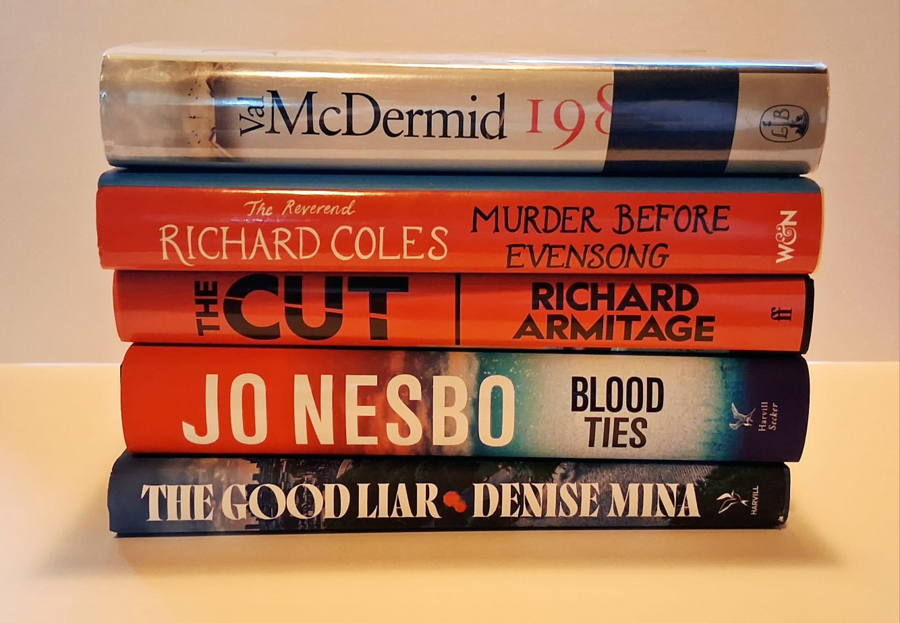 Val McDermid 198
LB
The Reverend
RICHARD COLES
MURDER BEFORE
EVENSONG
W&N
THE CUT
RICHARD
ARMITAGE
ff
JO NESBO
BLOOD
TIES
Harvill
Secker
THE GOOD LIAR DENISE MINA
HARVILL